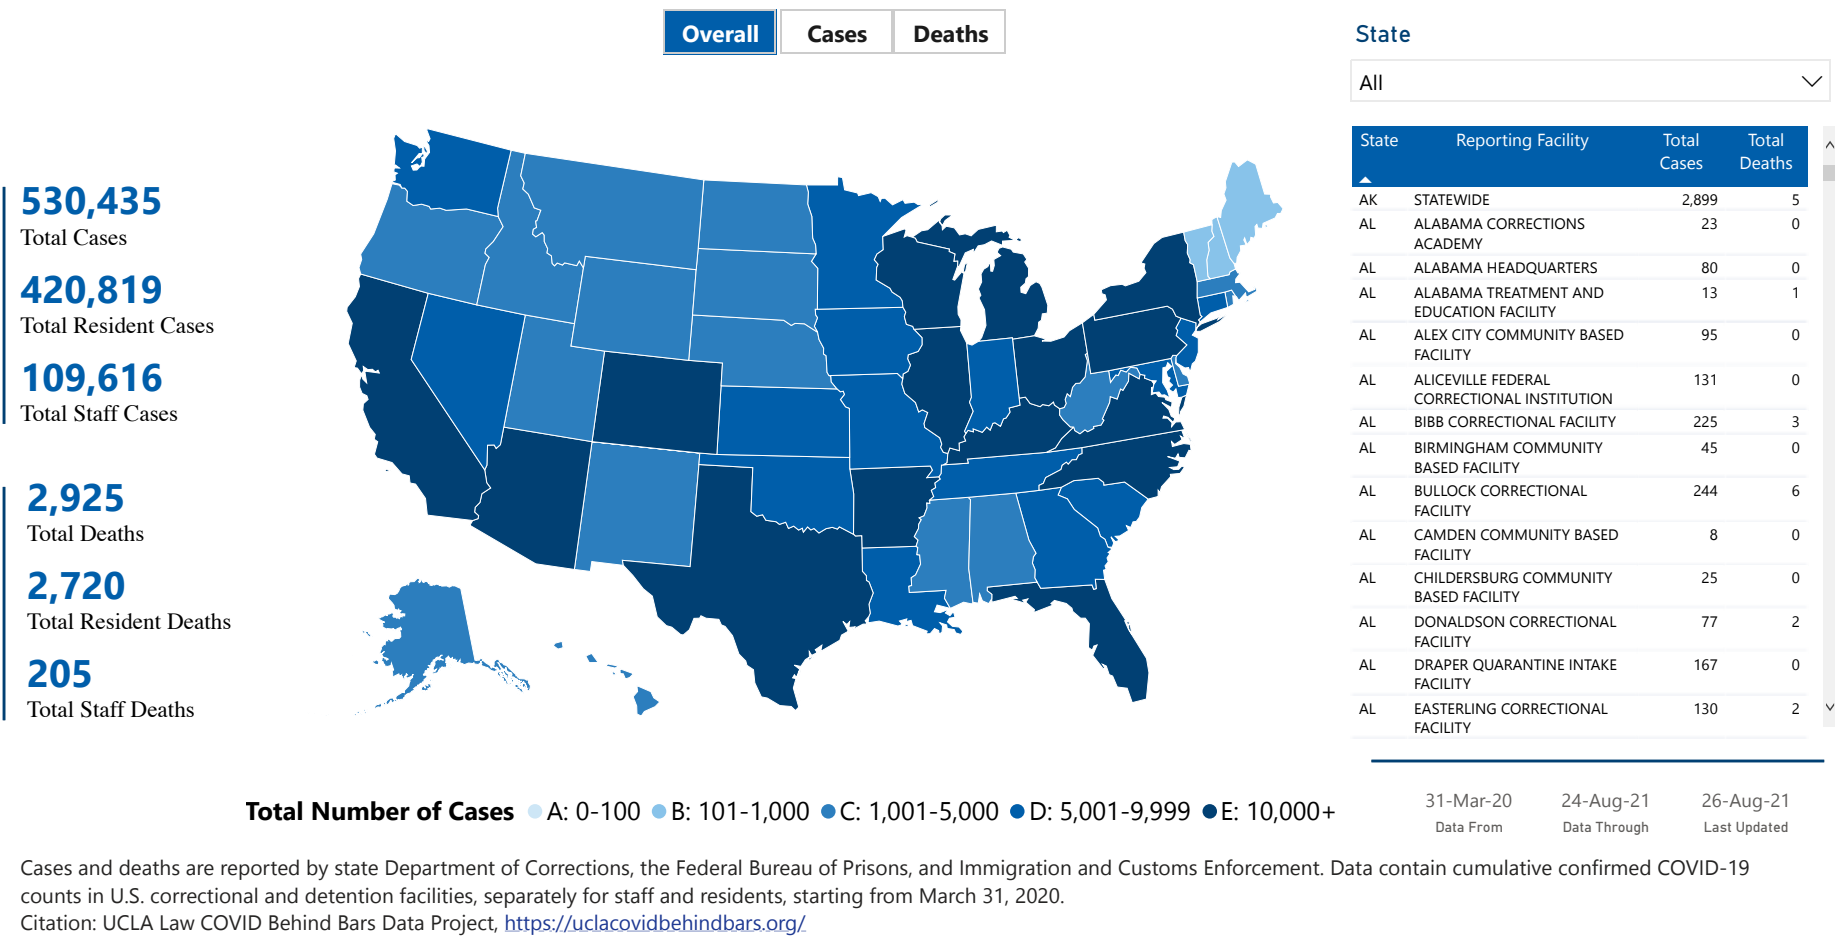 Overall Cases Deaths
State
All
530,435
Total Cases
420,819
Total Resident Cases
109,616
Total Staff Cases
2,925
Total Deaths
2,720
Total Resident Deaths
205
Total Staff Deaths
State Reporting Facility Total Cases Total Deaths
AK STATEWIDE 2,899 5
AL ALABAMA CORRECTIONS 23 0
ACADEMY
AL ALABAMA HEADQUARTERS 80 0
AL ALABAMA TREATMENT AND 13 1
EDUCATION FACILITY
AL ALEX CITY COMMUNITY BASED 95 0
FACILITY
AL ALICEVILLE FEDERAL 131 0
CORRECTIONAL INSTITUTION
AL BIBB CORRECTIONAL FACILITY 225 3
AL BIRMINGHAM COMMUNITY 45 0
BASED FACILITY
AL BULLOCK CORRECTIONAL 244 6
FACILITY
AL CAMDEN COMMUNITY BASED 8 0
FACILITY
AL CHILDERSBURG COMMUNITY 25 0
BASED FACILITY
AL DONALDSON CORRECTIONAL 77 2
FACILITY
AL DRAPER QUARANTINE INTAKE 167 0
FACILITY
AL EASTERLING CORRECTIONAL 130 2
FACILITY
Total Number of Cases A: 0-100 B: 101-1,000 C: 1,001-5,000 D: 5,001-9,999 E: 10,000+
31-Mar-20 24-Aug-21 26-Aug-21
Data From Data Through Last Updated
Cases and deaths are reported by state Department of Corrections, the Federal Bureau of Prisons, and Immigration and Customs Enforcement. Data contain cumulative confirmed COVID-19
counts in U.S. correctional and detention facilities, separately for staff and residents, starting from March 31, 2020.
Citation: UCLA Law COVID Behind Bars Data Project, https://uclacovidbehindbars.org/